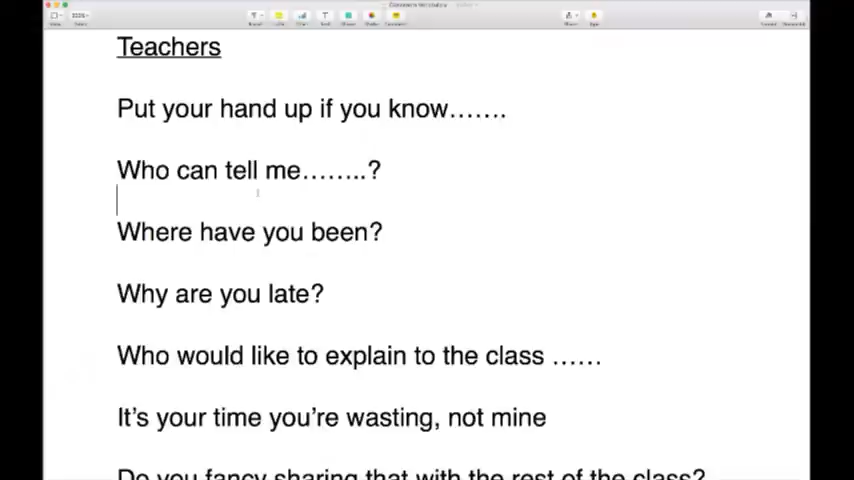 Teachers
Put your hand up if you know…….
Who can tell me……..?
Where have you been?
Why are you late?
Who would like to explain to the class ……
It’s your time you’re wasting, not mine
Do you fancy sharing that with the rest of the class?